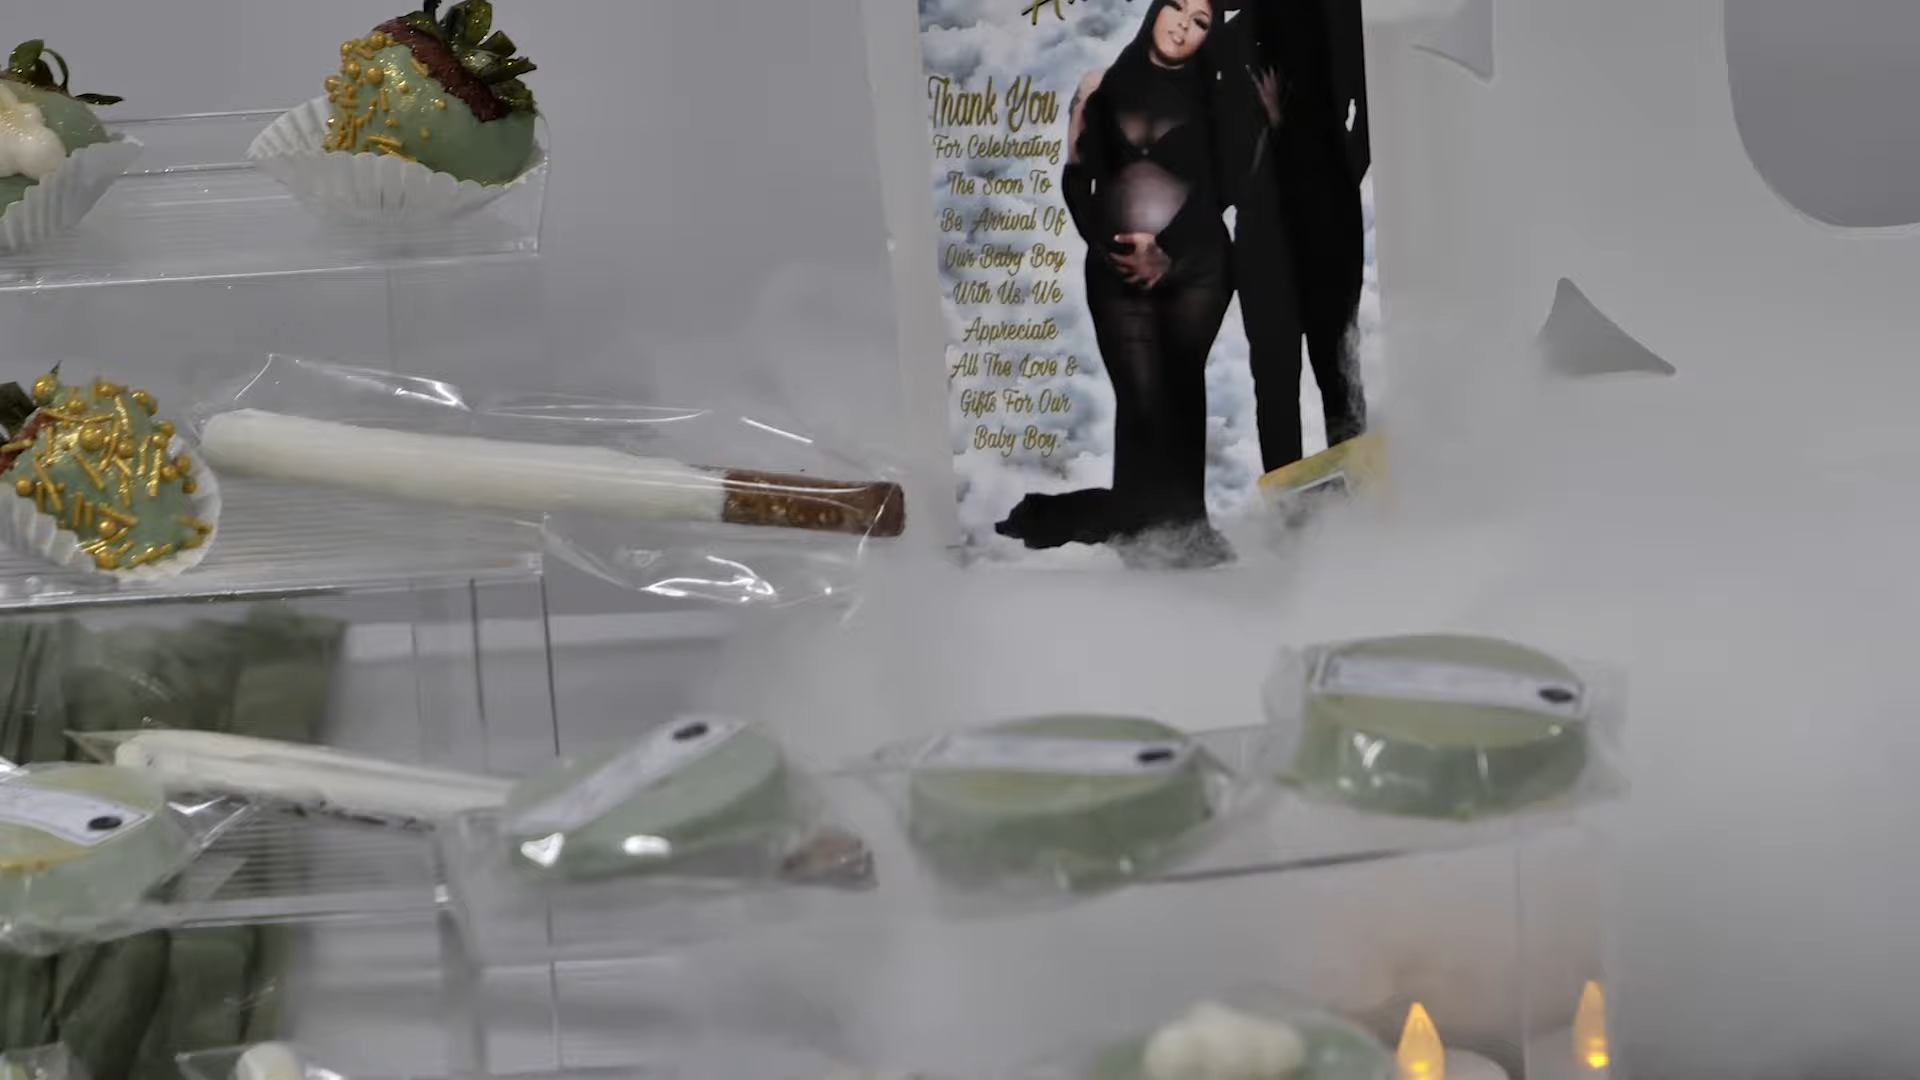 Thank You
For Celebrating
The Soon To
Be Arrival Of
Our Baby Boy
With Us. We
Appreciate
All The Love &
Gifts For Our
Baby Boy.